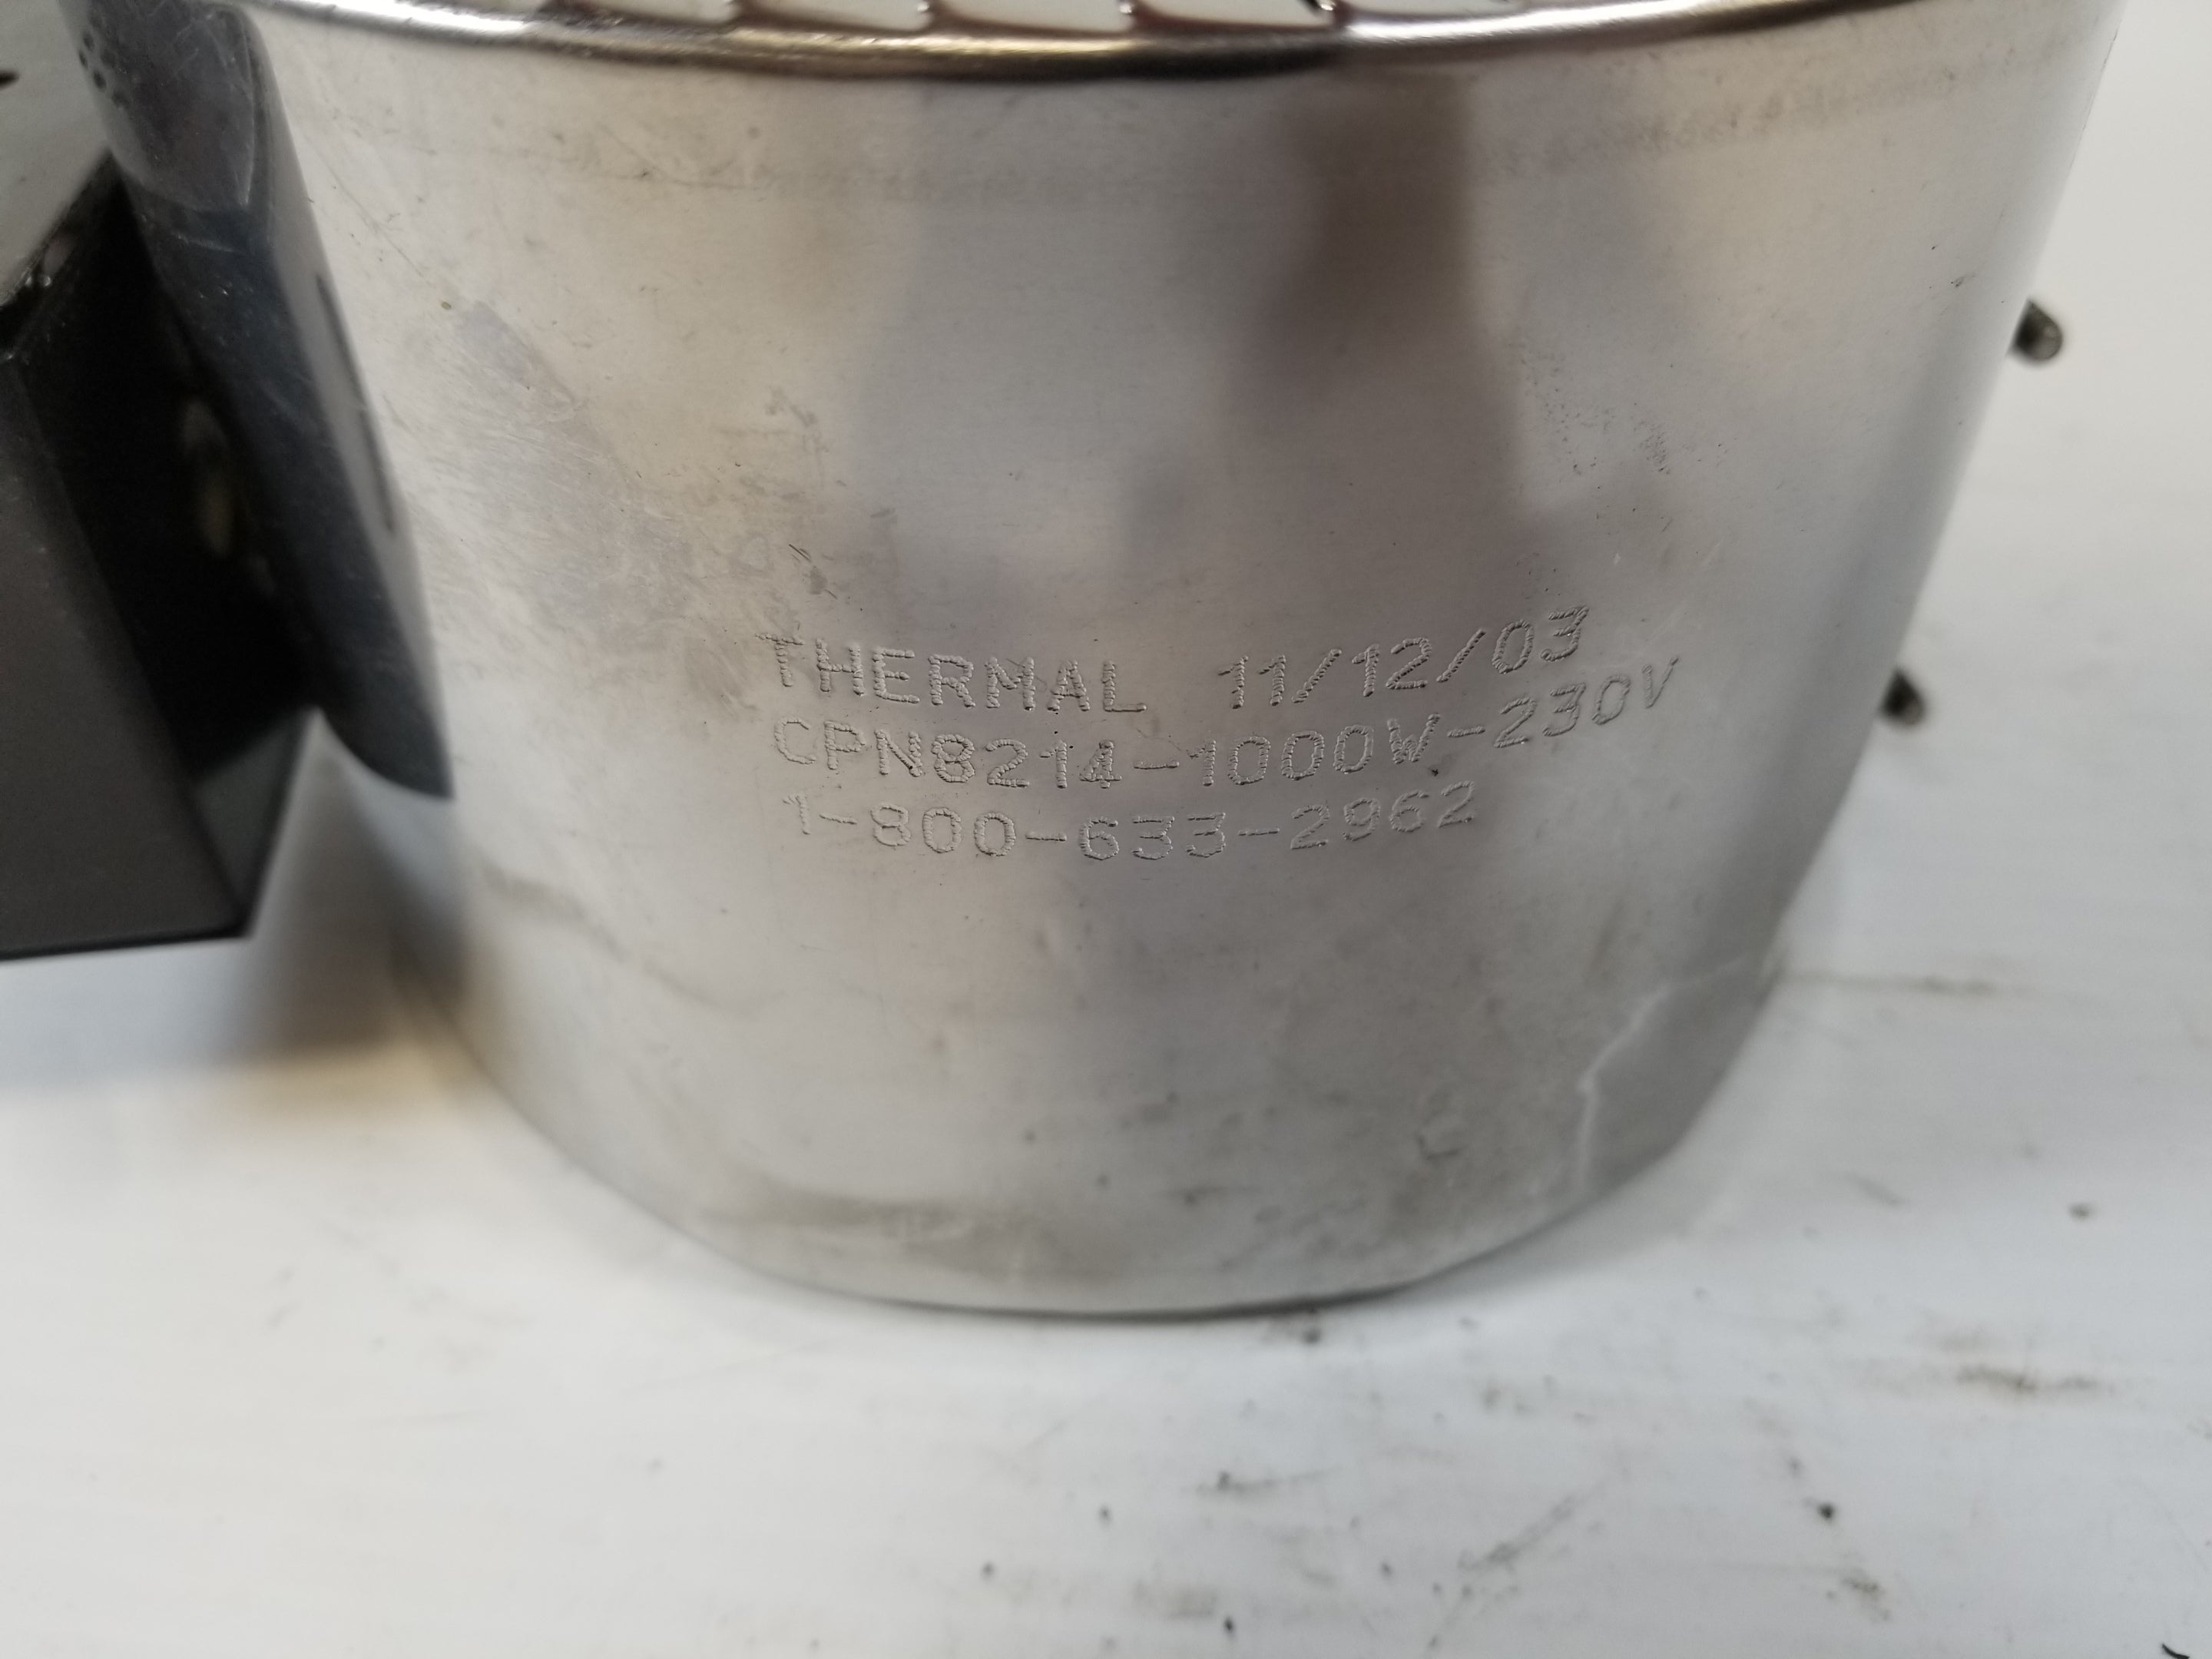 THERMAL 11/12/03
CPN8214-1000W-230V
1-800-633-2962